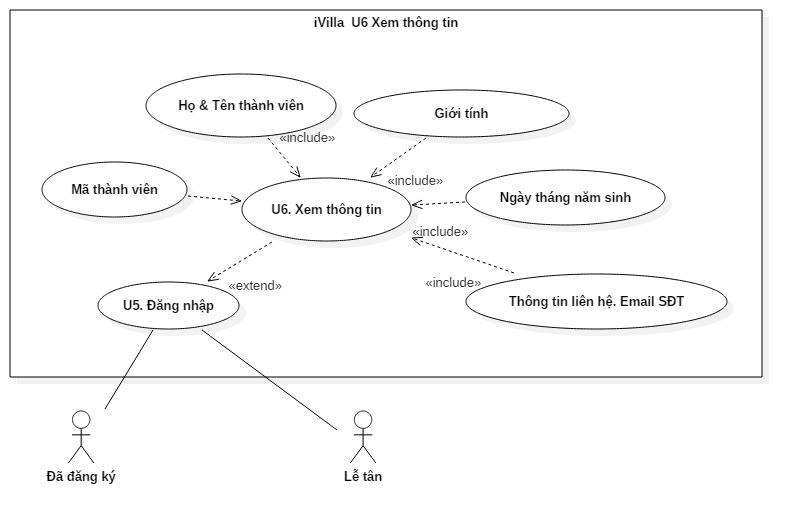 iVilla  U6 Xem thông tin
Họ & Tên thành viên
Giới tính
«include»
«include»
Mã thành viên
Ngày tháng năm sinh
U6. Xem thông tin
«include»
«include»
«extend»
U5. Đăng nhập
Thông tin liên hệ. Email SĐT
Đã đăng ký
Lễ tân